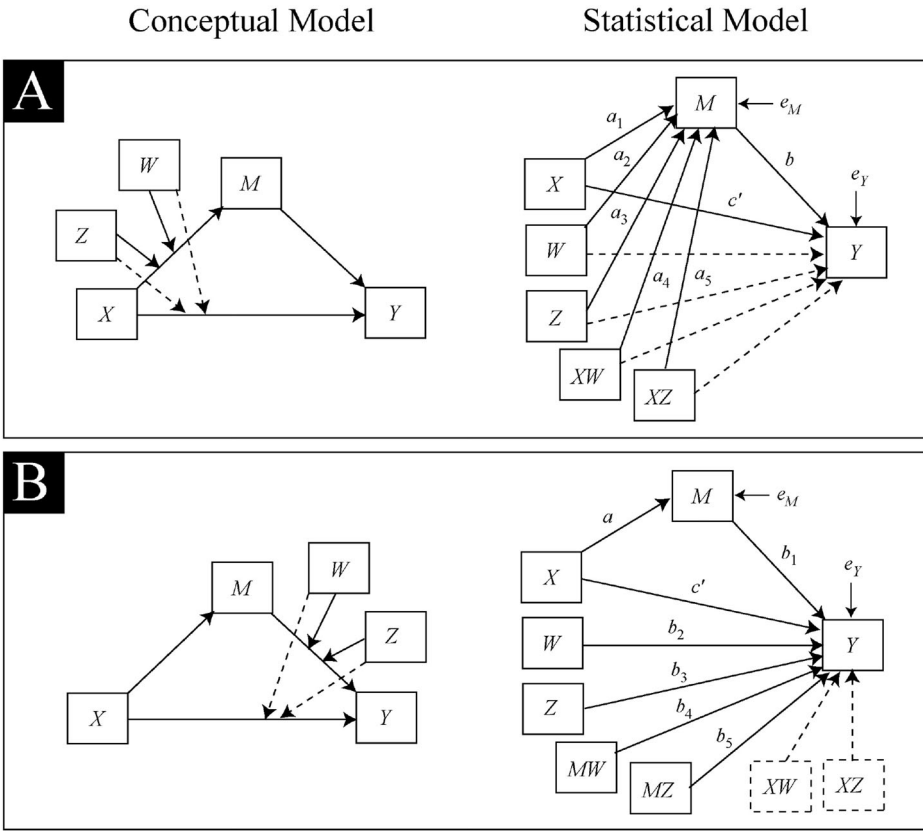 Conceptual Model
Statistical Model
A
W
M
Z
X
Y
M
e_M
a_1
a_2
b
X
c′
e_Y
a_3
W
Y
a_4
a_5
Z
XW
XZ
B
W
M
Z
X
Y
M
e_M
a
b_1
X
c′
e_Y
W
b_2
Y
b_3
Z
b_4
b_5
MW
MZ
XW
XZ